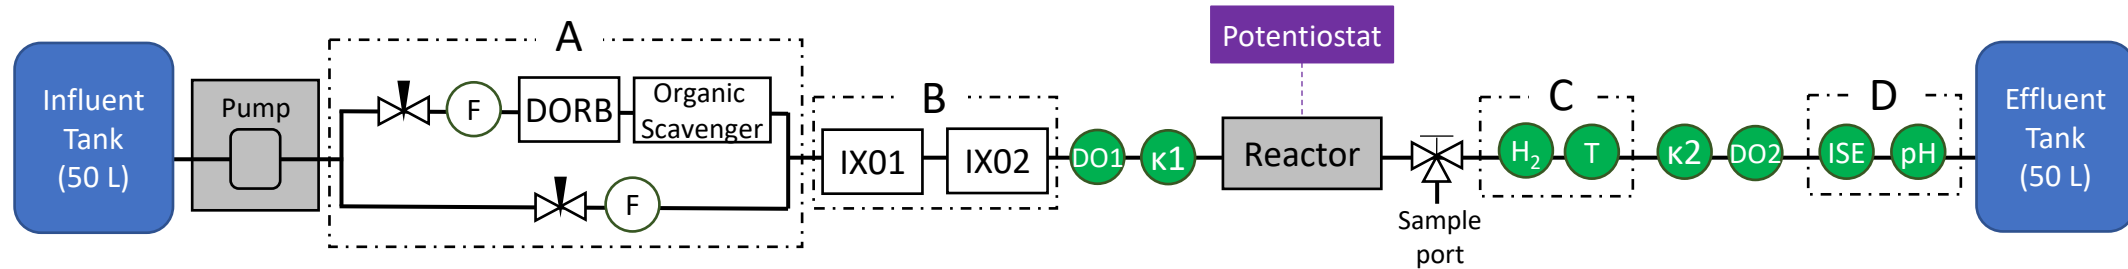 Influent
Tank
(50 L)
Pump
A
F
DORB
Organic
Scavenger
F
B
IX01
IX02
DO1
κ1
Potentiostat
Reactor
Sample
port
C
H₂
T
κ2
DO2
D
ISE
pH
Effluent
Tank
(50 L)